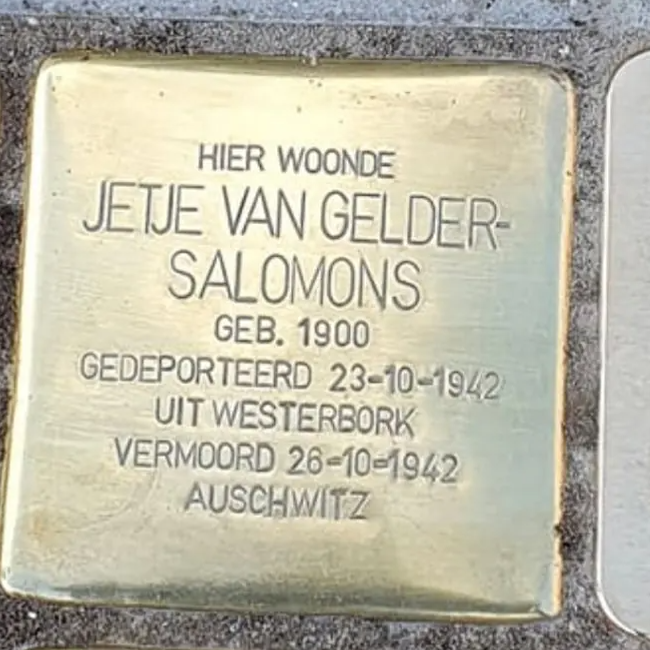 HIER WOONDE
JETJE VAN GELDER-
SALOMONS
GEB. 1900
GEDEPORTEERD 23-10-1942
UIT WESTERBORK
VERMOORD 26-10-1942
AUSCHWITZ